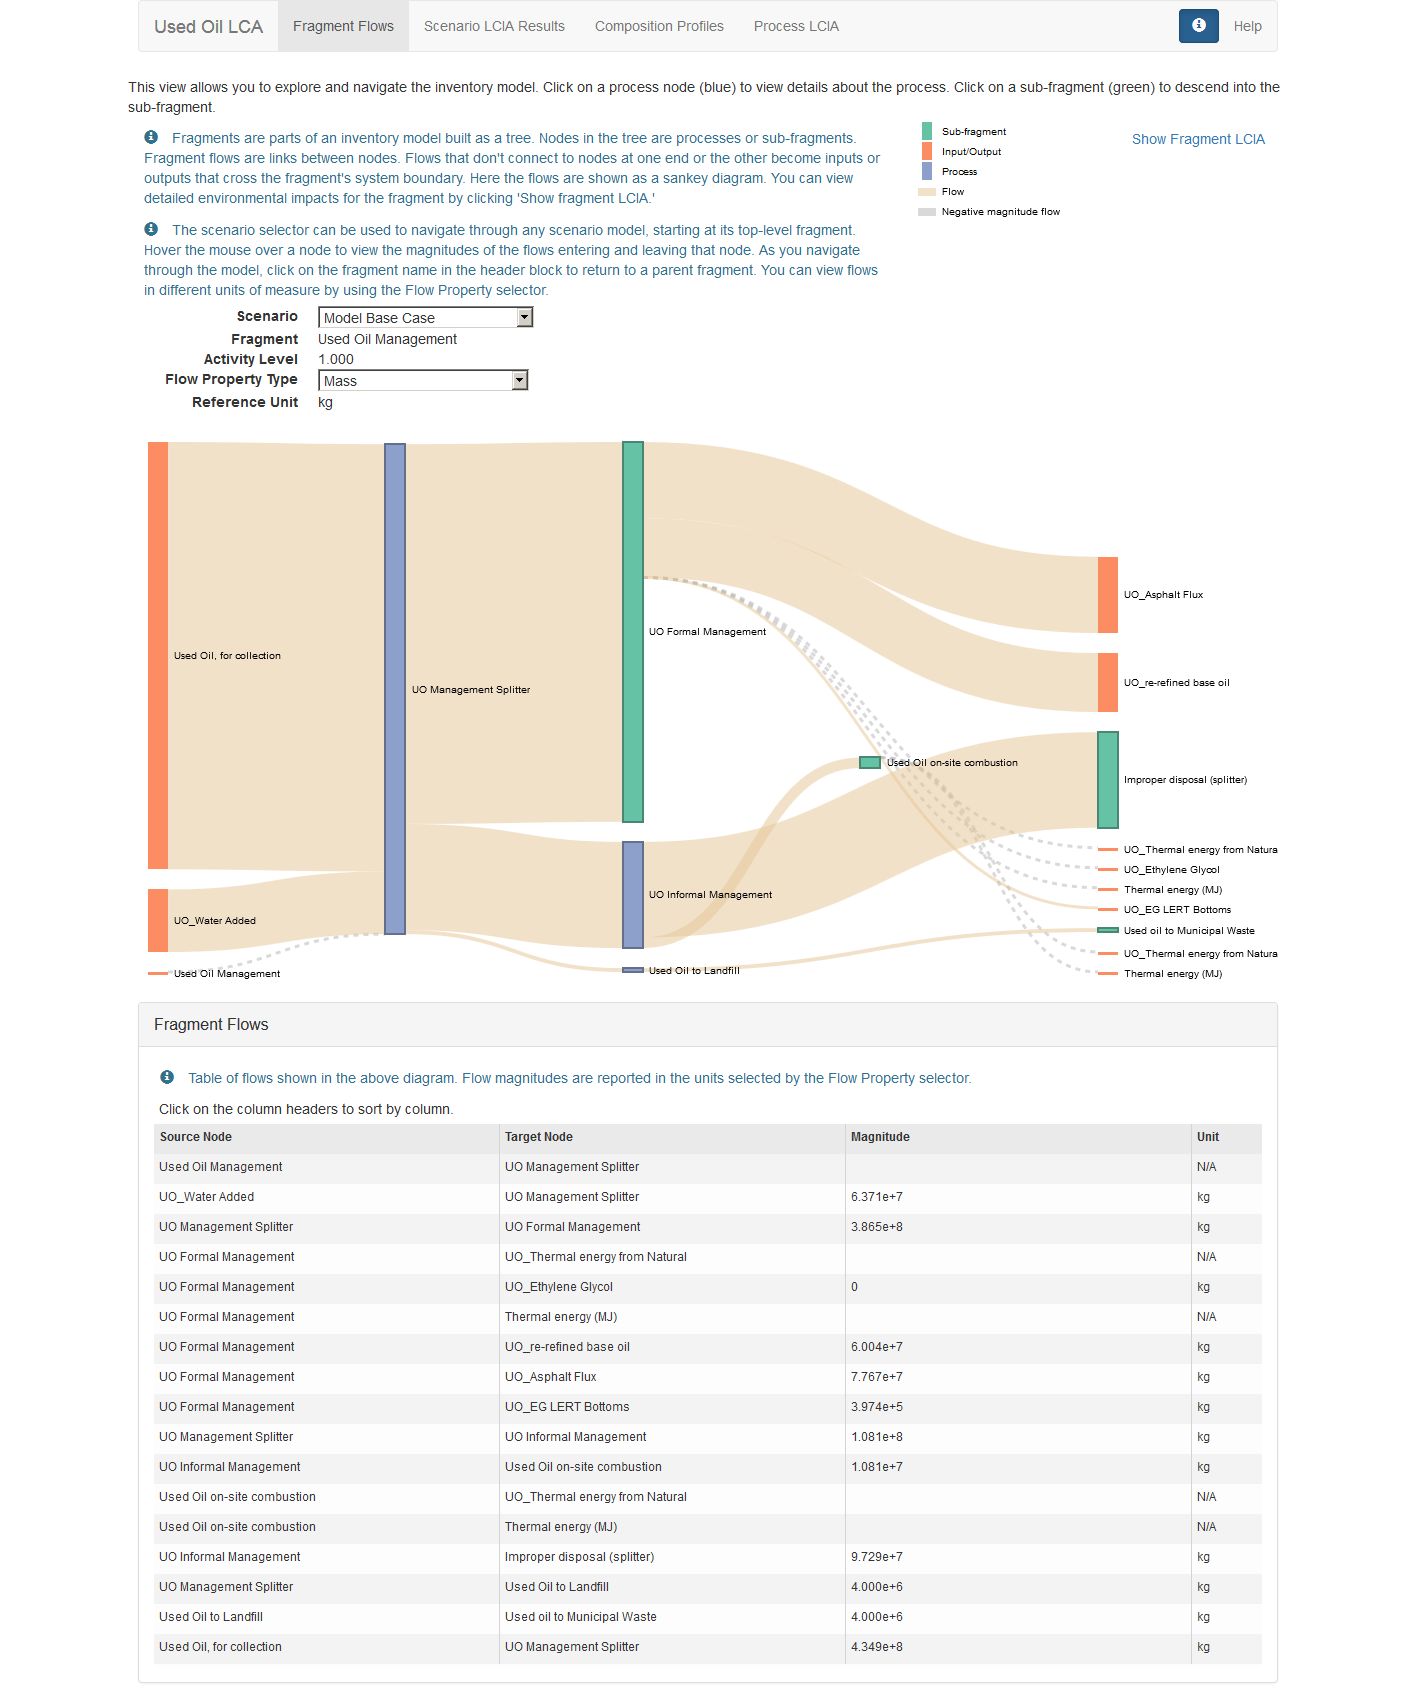 Used Oil LCA Fragment Flows Scenario LCIA Results Composition Profiles Process LCIA Help
This view allows you to explore and navigate the inventory model. Click on a process node (blue) to view details about the process. Click on a sub-fragment (green) to descend into the
sub-fragment.
Fragments are parts of an inventory model built as a tree. Nodes in the tree are processes or sub-fragments.
Fragment flows are links between nodes. Flows that don't connect to nodes at one end or the other become inputs or
outputs that cross the fragment's system boundary. Here the flows are shown as a sankey diagram. You can view
detailed environmental impacts for the fragment by clicking 'Show fragment LCIA.'
The scenario selector can be used to navigate through any scenario model, starting at its top-level fragment.
Hover the mouse over a node to view the magnitudes of the flows entering and leaving that node. As you navigate
through the model, click on the fragment name in the header block to return to a parent fragment. You can view flows
in different units of measure by using the Flow Property selector.
Sub-fragment
Input/Output
Process
Flow
Negative magnitude flow
Show Fragment LCIA
Scenario Model Base Case
Fragment Used Oil Management
Activity Level 1.000
Flow Property Type Mass
Reference Unit kg
Used Oil, for collection
UO_Water Added
Used Oil Management
UO Management Splitter
UO Formal Management
UO Informal Management
Used Oil to Landfill
Used Oil on-site combustion
UO_Asphalt Flux
UO_re-refined base oil
Improper disposal (splitter)
UO_Thermal energy from Natura
UO_Ethylene Glycol
Thermal energy (MJ)
UO_EG LERT Bottoms
Used oil to Municipal Waste
UO_Thermal energy from Natura
Thermal energy (MJ)
Fragment Flows
Table of flows shown in the above diagram. Flow magnitudes are reported in the units selected by the Flow Property selector.
Click on the column headers to sort by column.
Source Node Target Node Magnitude Unit
Used Oil Management UO Management Splitter N/A
UO_Water Added UO Management Splitter 6.371e+7 kg
UO Management Splitter UO Formal Management 3.865e+8 kg
UO Formal Management UO_Thermal energy from Natural N/A
UO Formal Management UO_Ethylene Glycol 0 kg
UO Formal Management Thermal energy (MJ) N/A
UO Formal Management UO_re-refined base oil 6.004e+7 kg
UO Formal Management UO_Asphalt Flux 7.767e+7 kg
UO Formal Management UO_EG LERT Bottoms 3.974e+5 kg
UO Management Splitter UO Informal Management 1.081e+8 kg
UO Informal Management Used Oil on-site combustion 1.081e+7 kg
Used Oil on-site combustion UO_Thermal energy from Natural N/A
Used Oil on-site combustion Thermal energy (MJ) N/A
UO Informal Management Improper disposal (splitter) 9.729e+7 kg
UO Management Splitter Used Oil to Landfill 4.000e+6 kg
Used Oil to Landfill Used oil to Municipal Waste 4.000e+6 kg
Used Oil, for collection UO Management Splitter 4.349e+8 kg